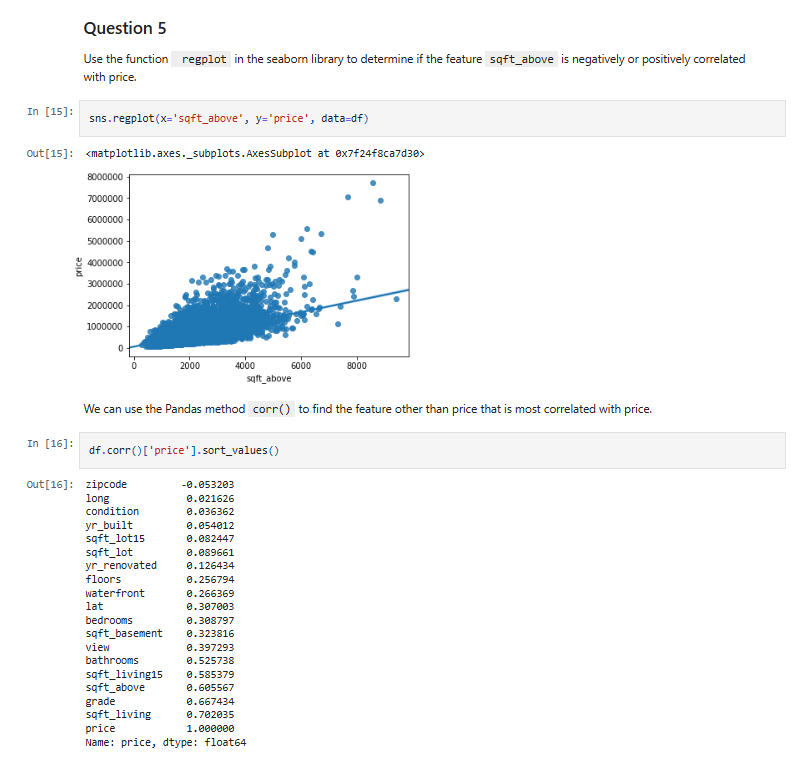 Question 5
Use the function regplot in the seaborn library to determine if the feature sqft_above is negatively or positively correlated
with price.
In [15]: sns.regplot(x='sqft_above', y='price', data=df)
Out[15]: <matplotlib.axes._subplots.AxesSubplot at 0x7f24f8ca7d30>
8000000
7000000
6000000
5000000
4000000
3000000
2000000
1000000
0
price
0 2000 4000 6000 8000
sqft_above
We can use the Pandas method corr() to find the feature other than price that is most correlated with price.
In [16]: df.corr()['price'].sort_values()
Out[16]: zipcode -0.053203
long 0.021626
condition 0.036362
yr_built 0.054012
sqft_lot15 0.082447
sqft_lot 0.089661
yr_renovated 0.126434
floors 0.256794
waterfront 0.266369
lat 0.307003
bedrooms 0.308797
sqft_basement 0.323816
view 0.397293
bathrooms 0.525738
sqft_living15 0.585379
sqft_above 0.605567
grade 0.667434
sqft_living 0.702035
price 1.000000
Name: price, dtype: float64